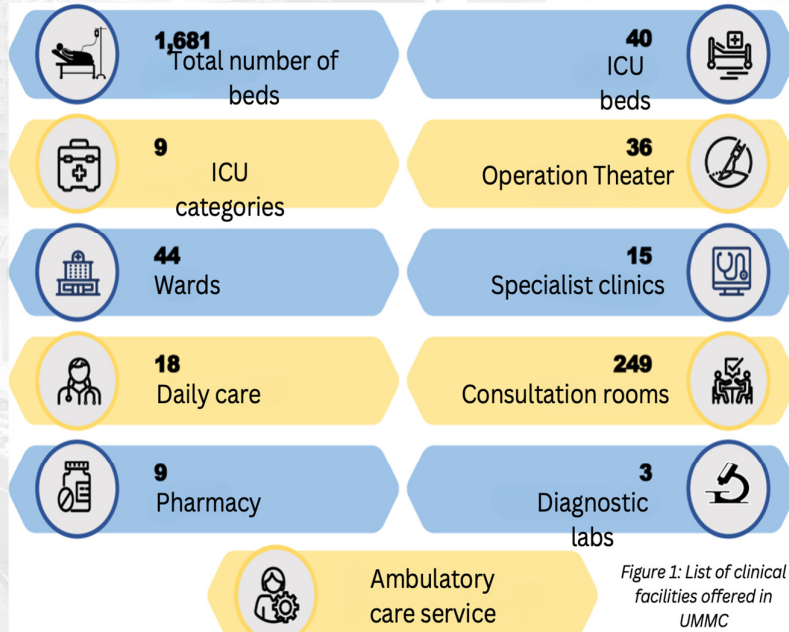 1,681
Total number of
beds
40
ICU
beds
9
ICU
categories
36
Operation Theater
44
Wards
15
Specialist clinics
18
Daily care
249
Consultation rooms
9
Pharmacy
3
Diagnostic
labs
Ambulatory
care service
Figure 1: List of clinical
facilities offered in
UMMC